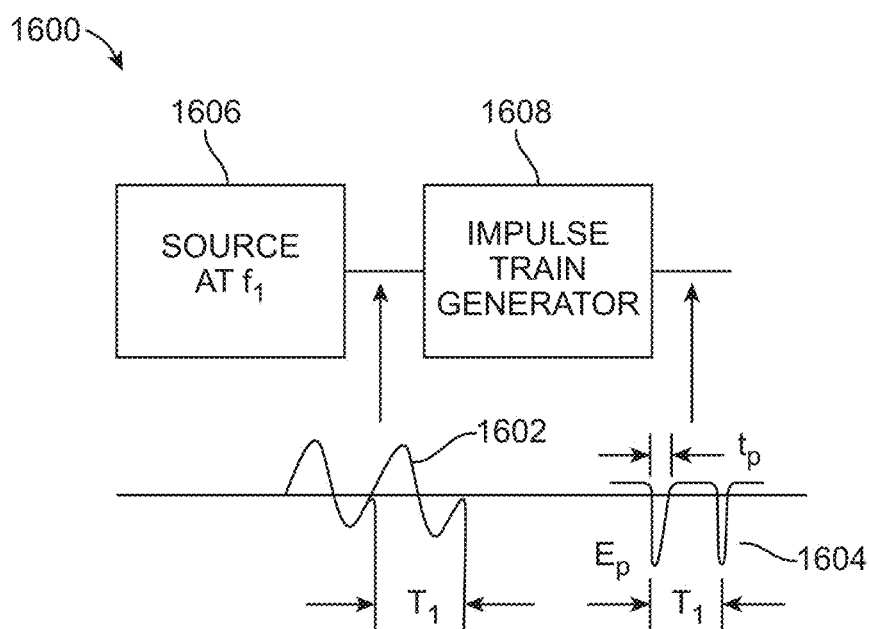 1600
1606
1608
SOURCE
AT f₁
IMPULSE
TRAIN
GENERATOR
1602
tₚ
Eₚ
1604
T₁
T₁